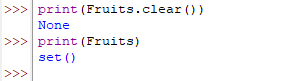 >>> print(Fruits.clear())
None
>>> print(Fruits)
set()
>>>